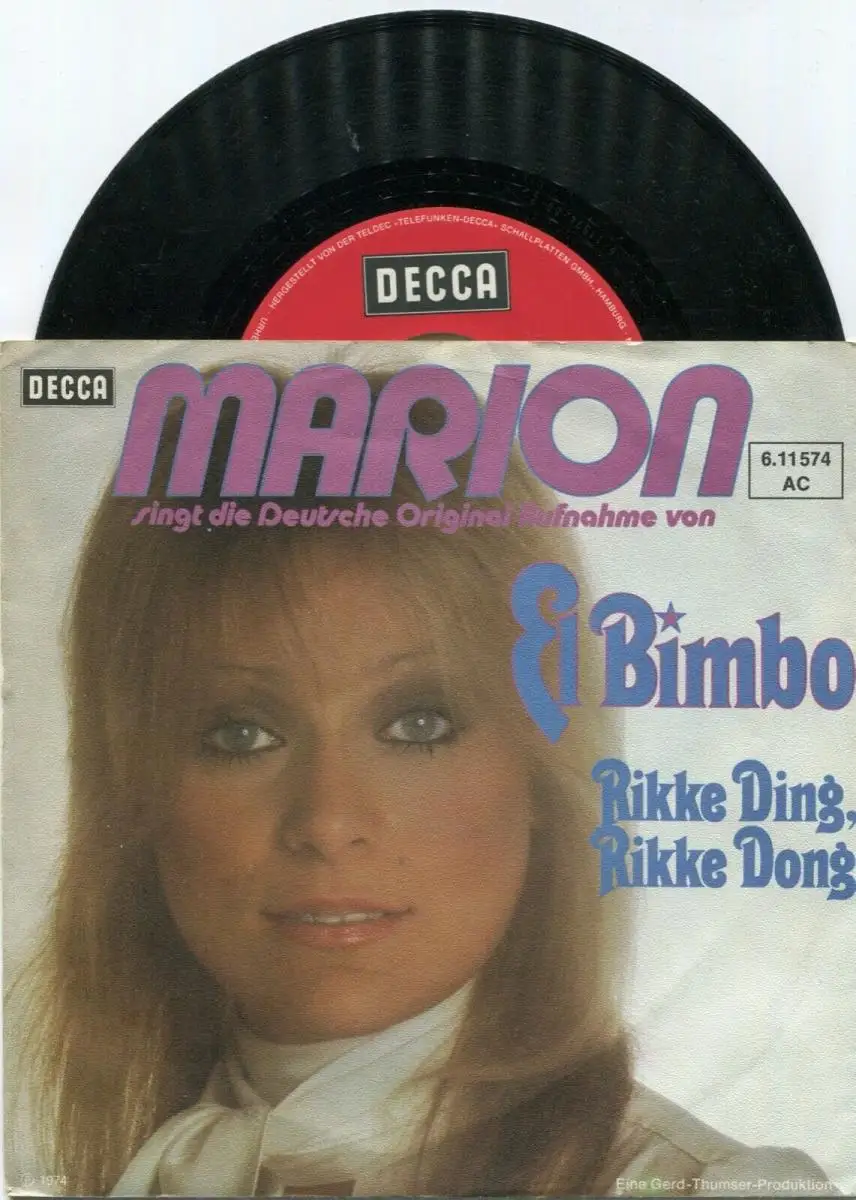 · HERGESTELLT VON DER TELDEC »TELEFUNKEN-DECCA« SCHALLPLATTEN GMBH., HAMBURG ·
DECCA
DECCA
MARION
6.11574
AC
singt die Deutsche Original Aufnahme von
El Bimbo
Rikke Ding,
Rikke Dong
℗ 1974
Eine Gerd-Thumser-Produktion